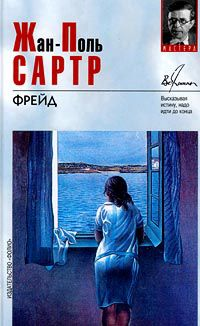 Жан-Поль
САРТР
ФРЕЙД
МАСТЕРА
Высказывая
истину, надо
идти до конца
ИЗДАТЕЛЬСТВО «ФОЛИО»